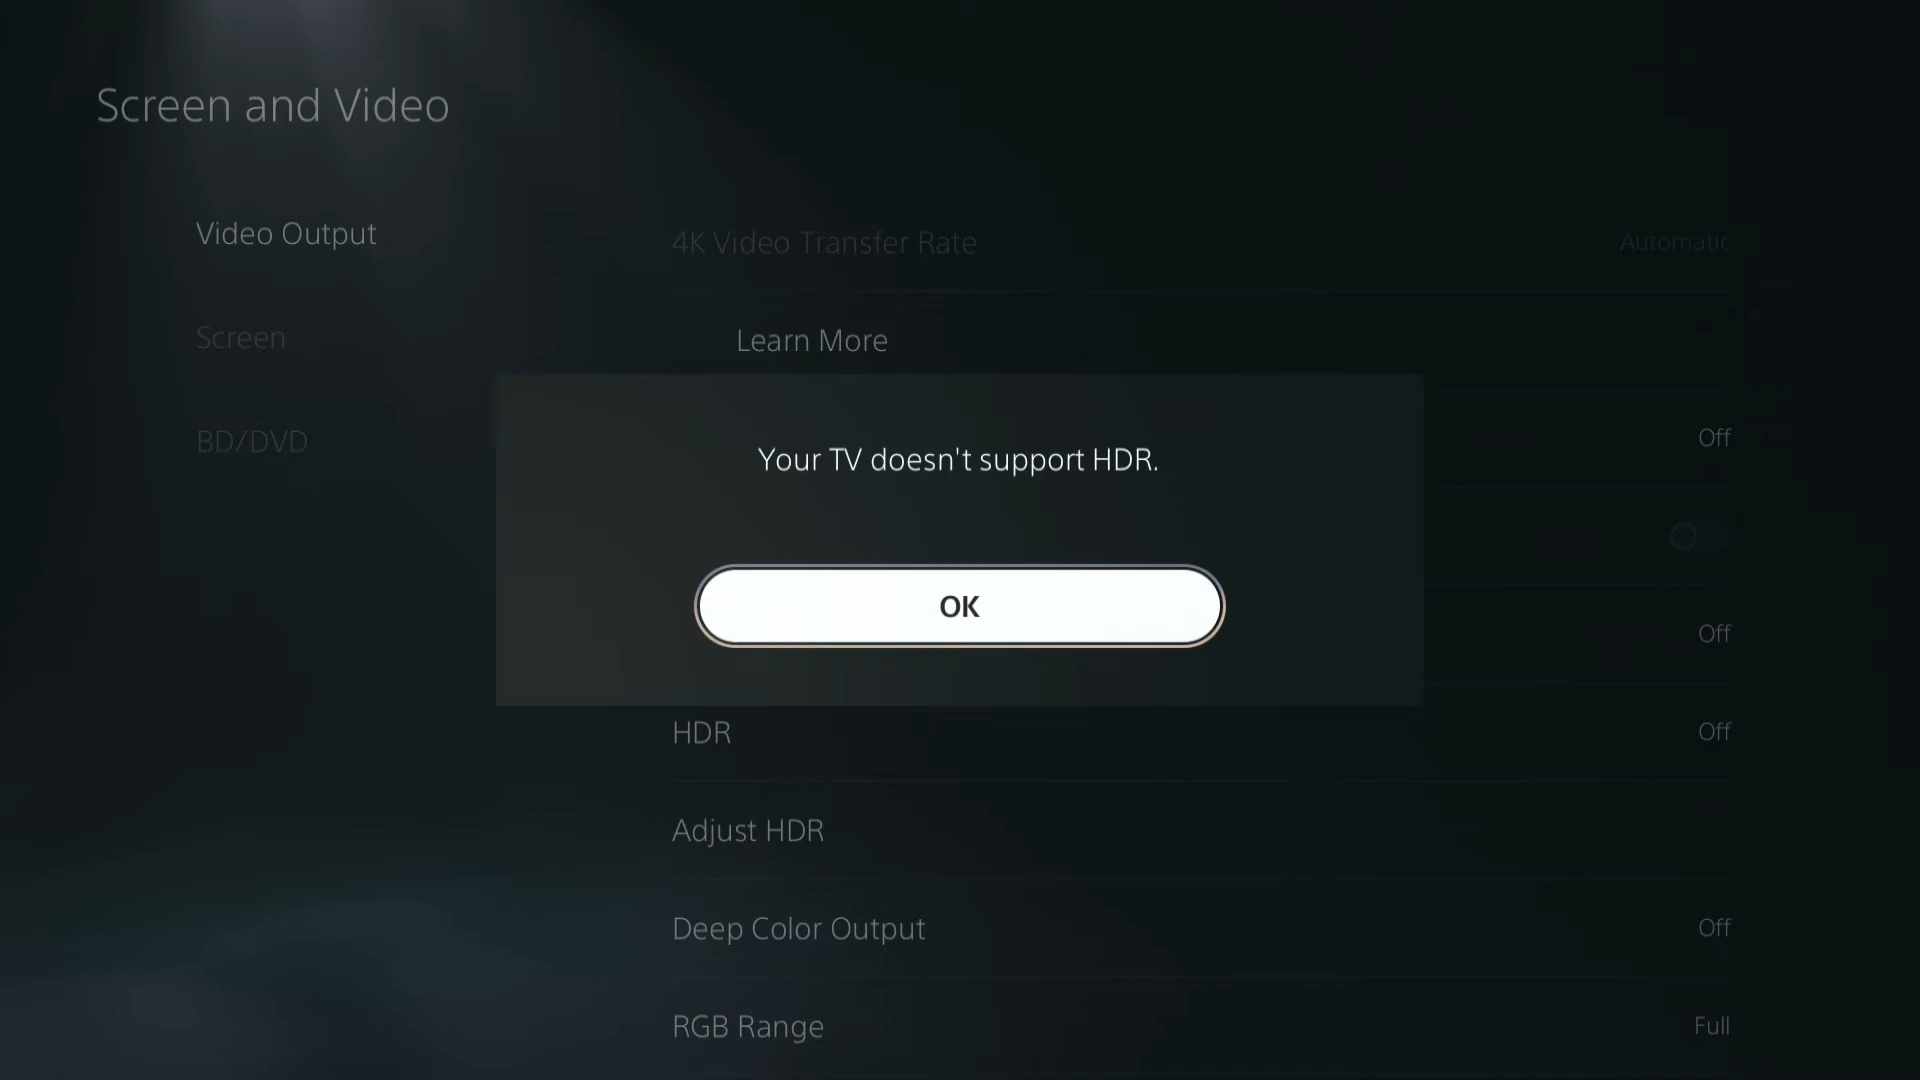 Screen and Video
Video Output
Screen
BD/DVD
4K Video Transfer Rate
Automatic
Learn More
Off
Your TV doesn't support HDR.
OK
Off
HDR
Off
Adjust HDR
Deep Color Output
Off
RGB Range
Full